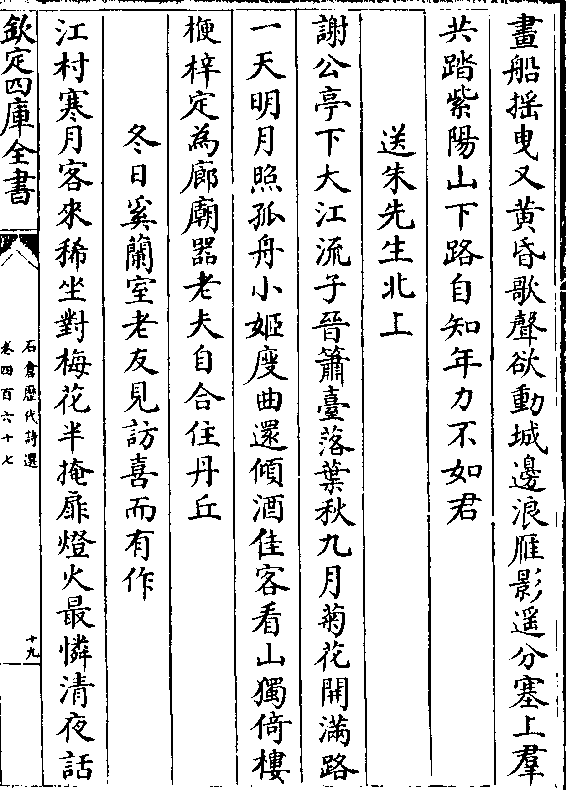 畫船摇曳又黄昏歌聲欲動城邊浪雁影遥分塞上羣
共踏紫陽山下路自知年力不如君
送朱先生北上
謝公亭下大江流子晉簫臺落葉秋九月菊花開滿路
一天明月照孤舟小姬度曲還傾酒佳客看山獨倚樓
楩梓定為廊廟器老夫自合住丹丘
冬日奚蘭室老友見訪喜而有作
江村寒月客來稀坐對梅花半掩扉燈火最憐清夜話
欽定四庫全書
石倉歷代詩選
卷四百六十七
十九